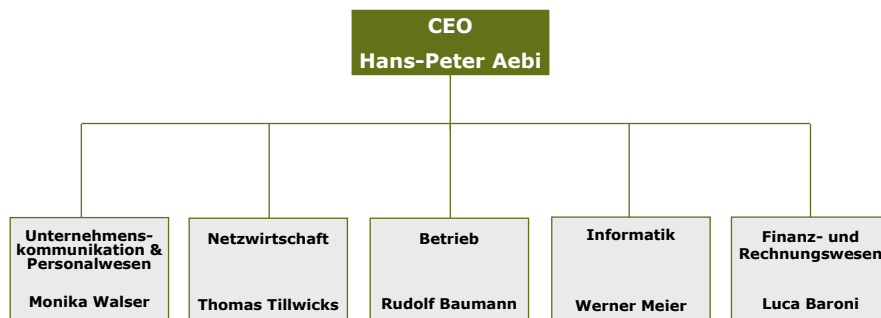 CEO
Hans-Peter Aebi
Unternehmens-
kommunikation &
Personalwesen
Monika Walser
Netzwirtschaft
Thomas Tillwicks
Betrieb
Rudolf Baumann
Informatik
Werner Meier
Finanz- und
Rechnungswesen
Luca Baroni